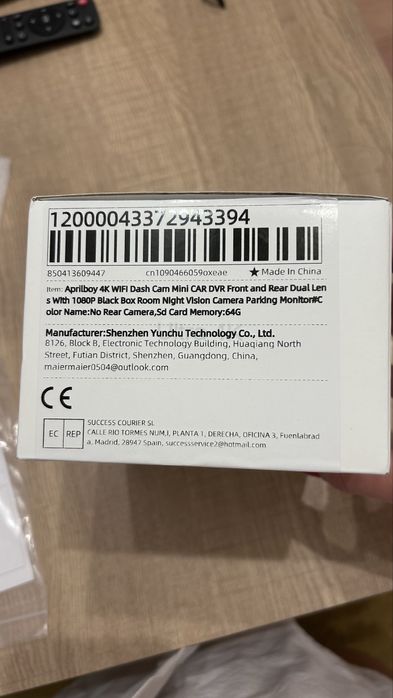 12000043372943394
850413609447 cn1090466059oxeae ★Made In China
Item: Aprilboy 4K WIFI Dash Cam Mini CAR DVR Front and Rear Dual Len
s With 1080P Black Box Room Night Vision Camera Parking Monitor#C
olor Name:No Rear Camera,Sd Card Memory:64G
Manufacturer:Shenzhen Yunchu Technology Co., Ltd.
8126, Block B, Electronic Technology Building, Huaqiang North
Street, Futian District, Shenzhen, Guangdong, China,
maiermaier0504@outlook.com
CE
EC REP
SUCCESS COURIER SL
CALLE RIO TORMES NUM,I, PLANTA 1, DERECHA, OFICINA 3, Fuenlabrad
a, Madrid, 28947 Spain, successservice2@hotmail.com